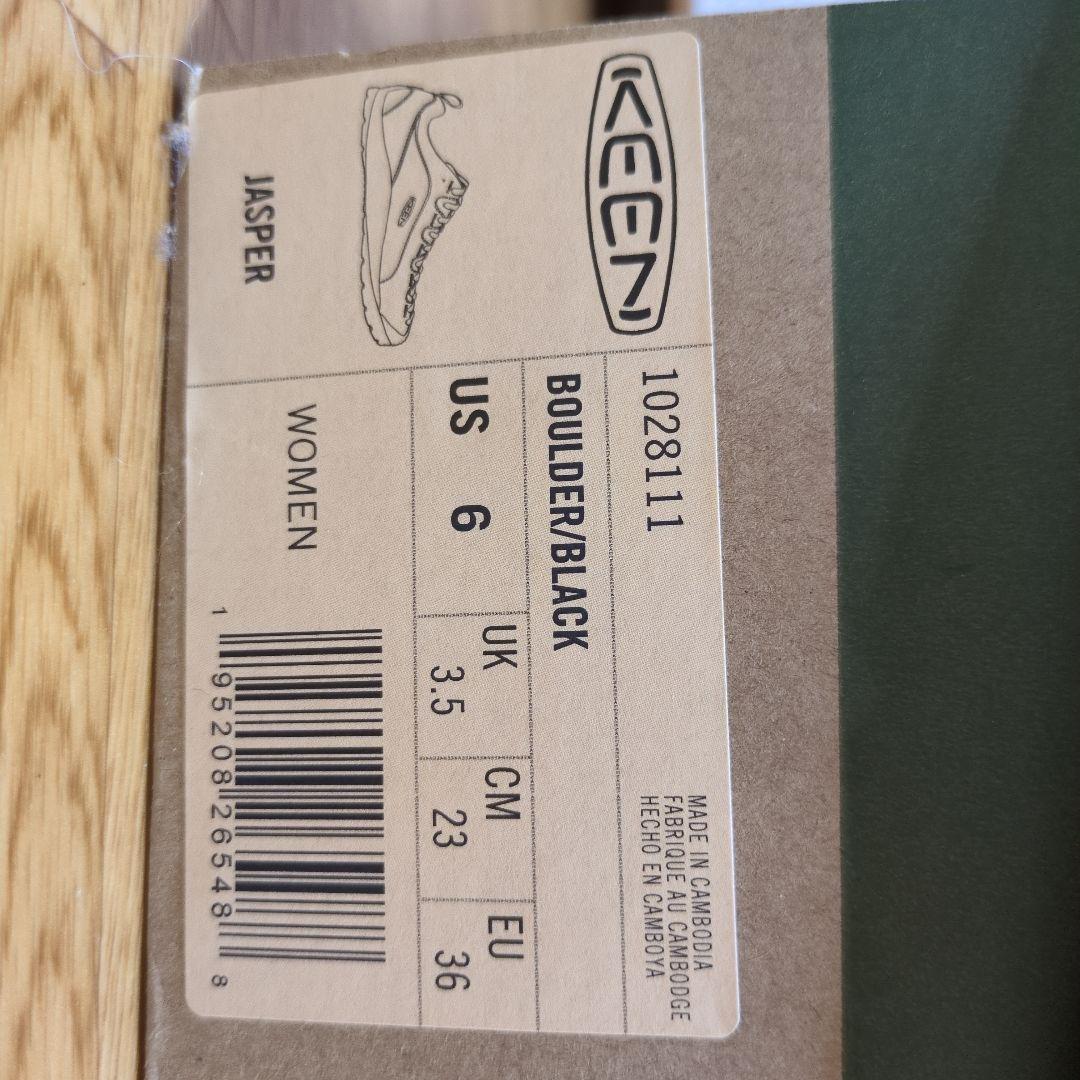 KEEN
JASPER
1028111
BOULDER/BLACK
US 6
UK
3.5
CM
23
EU
36
WOMEN
1 95208 26548 8
MADE IN CAMBODIA
FABRIQUE AU CAMBODGE
HECHO EN CAMBOYA